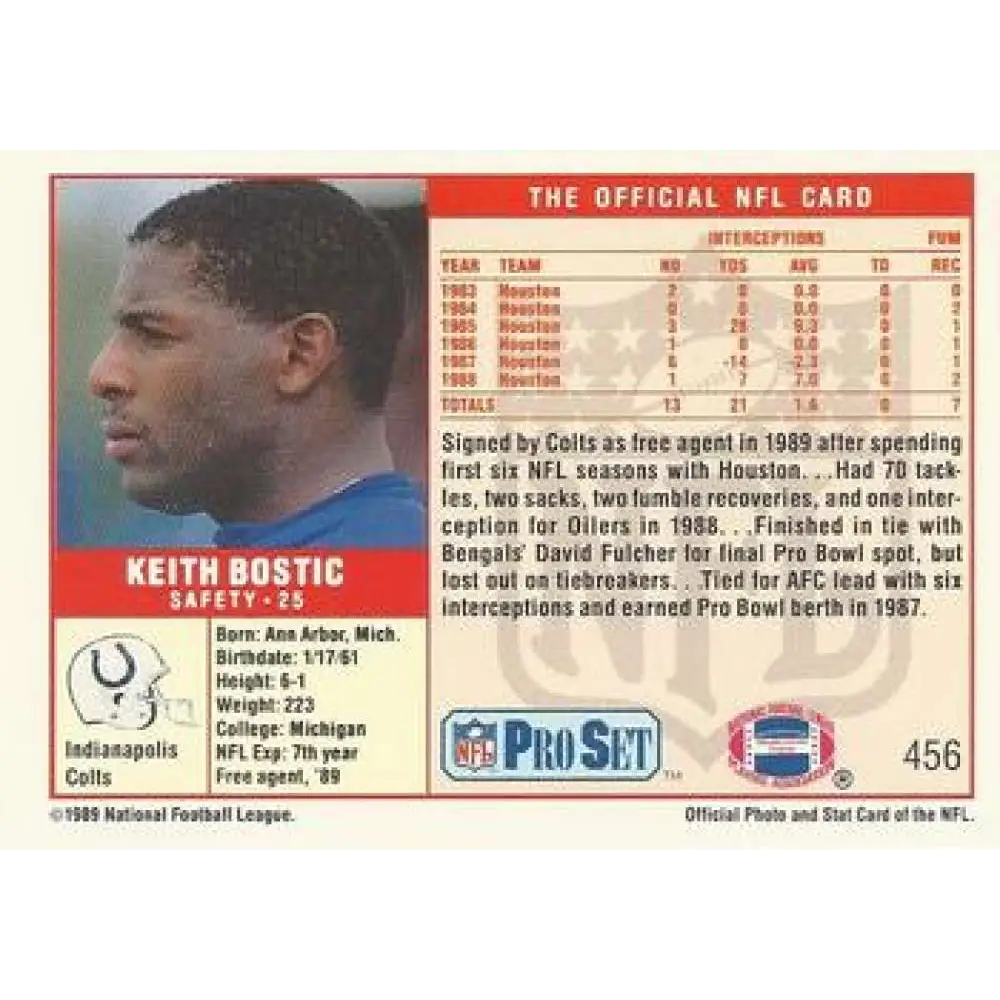 THE OFFICIAL NFL CARD
INTERCEPTIONS FUM
YEAR TEAM NO YDS AVG TD REC
1983 Houston 2 0 0.0 0 0
1984 Houston 0 0 0.0 0 2
1985 Houston 3 28 9.3 0 1
1986 Houston 1 0 0.0 0 1
1987 Houston 6 -14 -2.3 0 1
1988 Houston 1 7 7.0 0 2
TOTALS 13 21 1.6 0 7
Signed by Colts as free agent in 1989 after spending
first six NFL seasons with Houston. . .Had 70 tack-
les, two sacks, two fumble recoveries, and one inter-
ception for Oilers in 1988. . .Finished in tie with
Bengals' David Fulcher for final Pro Bowl spot, but
lost out on tiebreakers. . .Tied for AFC lead with six
interceptions and earned Pro Bowl berth in 1987.
KEITH BOSTIC
SAFETY • 25
Born: Ann Arbor, Mich.
Birthdate: 1/17/61
Height: 6-1
Weight: 223
College: Michigan
NFL Exp: 7th year
Free agent, '89
Indianapolis
Colts
NFL PRO SET TM
®
456
©1989 National Football League.
Official Photo and Stat Card of the NFL.